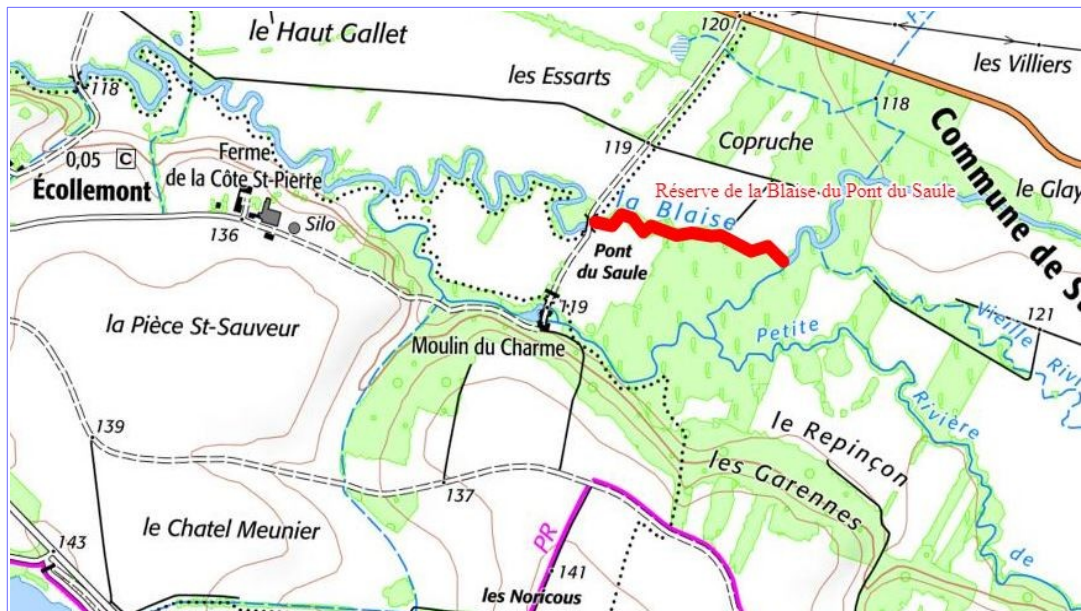 le Haut Gallet
120
les Villiers
les Essarts
118
118
Copruche
119
0,05 C
Ferme
de la Côte St-Pierre
Écollemont
Silo
136
Commune de S
le Glay
Réserve de la Blaise du Pont du Saule
la Blaise
Pont
du Saule
119
121
la Pièce St-Sauveur
Moulin du Charme
Petite
Rivière
de
Vieille
139
le Repinçon
les Garennes
137
le Chatel Meunier
PR
143
141
les Noricous